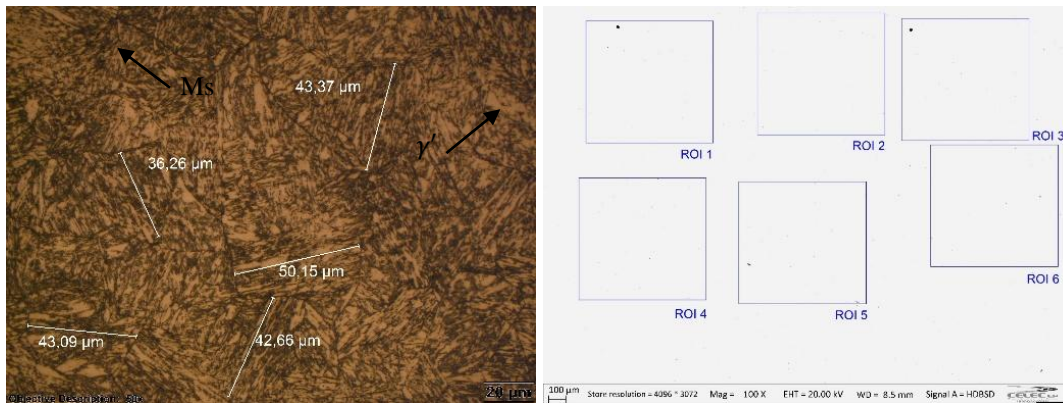 Ms
43,37 µm
γ'
36,26 µm
50,15 µm
43,09 µm
42,66 µm
20 µm
ROI 1
ROI 2
ROI 3
ROI 4
ROI 5
ROI 6
100 µm
Store resolution = 4096 * 3072 Mag = 100 X EHT = 20.00 kV WD = 8.5 mm Signal A = HDBSD